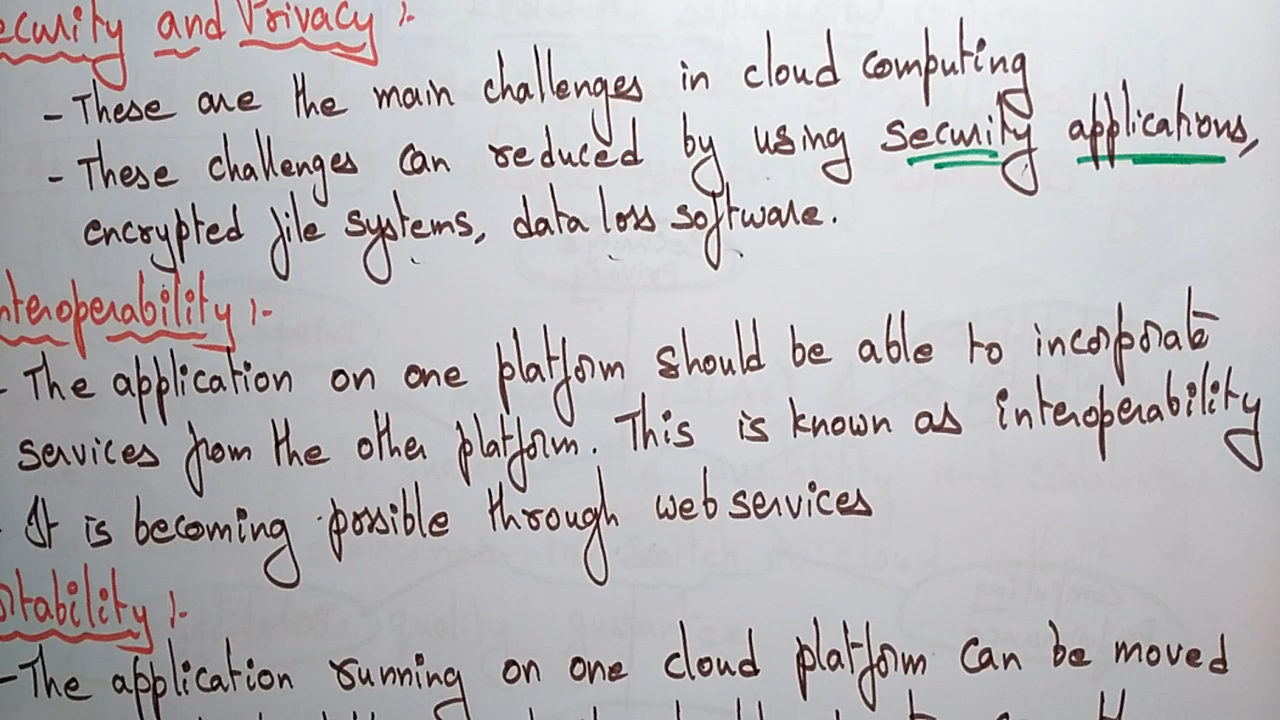 ecurity and Privacy :-
- These are the main challenges in cloud computing
- These challenges can reduced by using security applications,
encrypted file systems, data loss software.
nteroperability :-
- The application on one platform should be able to incorporate
services from the other platform. This is known as interoperability
- It is becoming possible through web services
rtability :-
- The application running on one cloud platform can be moved